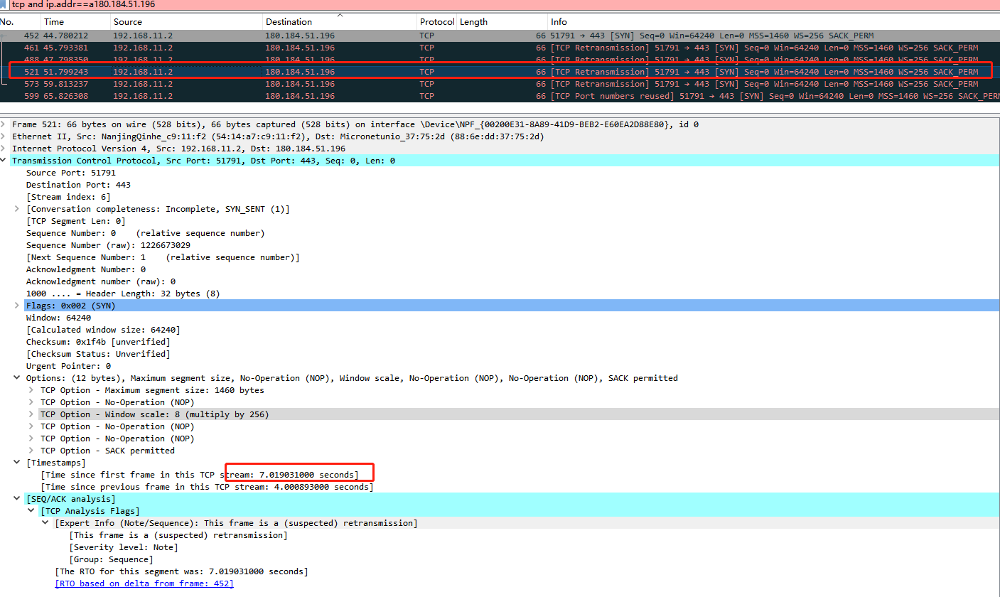 tcp and ip.addr==a180.184.51.196
No. Time Source Destination Protocol Length Info
452 44.780212 192.168.11.2 180.184.51.196 TCP 66 51791 → 443 [SYN] Seq=0 Win=64240 Len=0 MSS=1460 WS=256 SACK_PERM
461 45.793381 192.168.11.2 180.184.51.196 TCP 66 [TCP Retransmission] 51791 → 443 [SYN] Seq=0 Win=64240 Len=0 MSS=1460 WS=256 SACK_PERM
488 47.798350 192.168.11.2 180.184.51.196 TCP 66 [TCP Retransmission] 51791 → 443 [SYN] Seq=0 Win=64240 Len=0 MSS=1460 WS=256 SACK_PERM
521 51.799243 192.168.11.2 180.184.51.196 TCP 66 [TCP Retransmission] 51791 → 443 [SYN] Seq=0 Win=64240 Len=0 MSS=1460 WS=256 SACK_PERM
573 59.813237 192.168.11.2 180.184.51.196 TCP 66 [TCP Retransmission] 51791 → 443 [SYN] Seq=0 Win=64240 Len=0 MSS=1460 WS=256 SACK_PERM
599 65.826308 192.168.11.2 180.184.51.196 TCP 66 [TCP Port numbers reused] 51791 → 443 [SYN] Seq=0 Win=64240 Len=0 MSS=1460 WS=256 SACK_PERM
Frame 521: 66 bytes on wire (528 bits), 66 bytes captured (528 bits) on interface \Device\NPF_{00200E31-8A89-41D9-BEB2-E60EA2D88E80}, id 0
Ethernet II, Src: NanjingQinhe_c9:11:f2 (54:14:a7:c9:11:f2), Dst: Micronetunio_37:75:2d (88:6e:dd:37:75:2d)
Internet Protocol Version 4, Src: 192.168.11.2, Dst: 180.184.51.196
Transmission Control Protocol, Src Port: 51791, Dst Port: 443, Seq: 0, Len: 0
Source Port: 51791
Destination Port: 443
[Stream index: 6]
[Conversation completeness: Incomplete, SYN_SENT (1)]
[TCP Segment Len: 0]
Sequence Number: 0 (relative sequence number)
Sequence Number (raw): 1226673029
[Next Sequence Number: 1 (relative sequence number)]
Acknowledgment Number: 0
Acknowledgment number (raw): 0
1000 .... = Header Length: 32 bytes (8)
Flags: 0x002 (SYN)
Window: 64240
[Calculated window size: 64240]
Checksum: 0x1f4b [unverified]
[Checksum Status: Unverified]
Urgent Pointer: 0
Options: (12 bytes), Maximum segment size, No-Operation (NOP), Window scale, No-Operation (NOP), No-Operation (NOP), SACK permitted
TCP Option - Maximum segment size: 1460 bytes
TCP Option - No-Operation (NOP)
TCP Option - Window scale: 8 (multiply by 256)
TCP Option - No-Operation (NOP)
TCP Option - No-Operation (NOP)
TCP Option - SACK permitted
[Timestamps]
[Time since first frame in this TCP stream: 7.019031000 seconds]
[Time since previous frame in this TCP stream: 4.000893000 seconds]
[SEQ/ACK analysis]
[TCP Analysis Flags]
[Expert Info (Note/Sequence): This frame is a (suspected) retransmission]
[This frame is a (suspected) retransmission]
[Severity level: Note]
[Group: Sequence]
[The RTO for this segment was: 7.019031000 seconds]
[RTO based on delta from frame: 452]